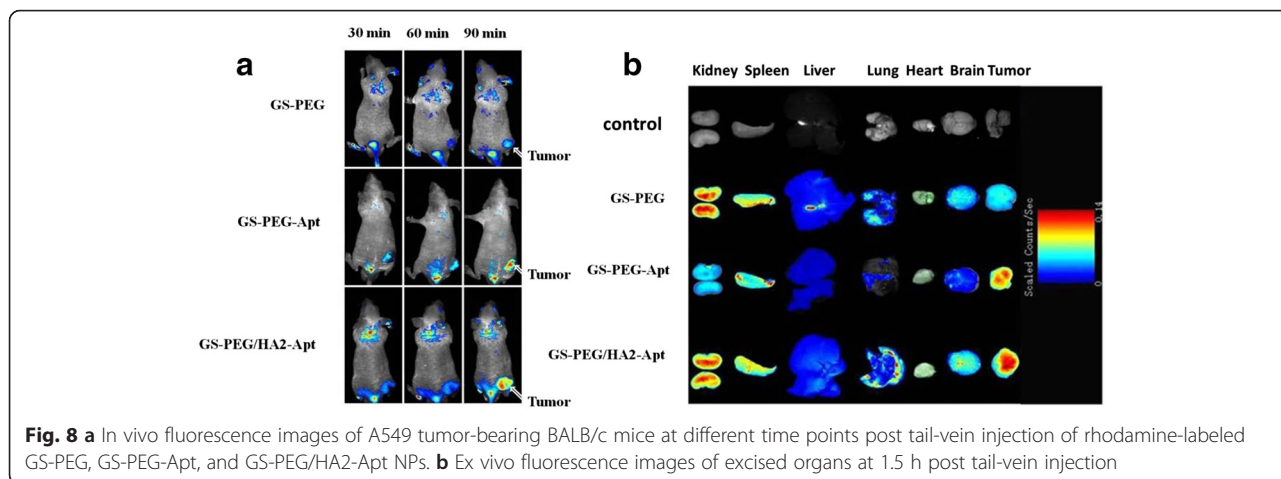 30 min 60 min 90 min
a
GS-PEG
Tumor
GS-PEG-Apt
Tumor
GS-PEG/HA2-Apt
Tumor
b
Kidney Spleen Liver Lung Heart Brain Tumor
control
GS-PEG
GS-PEG-Apt
GS-PEG/HA2-Apt
Scaled Counts/Sec
0.14
0
Fig. 8 a In vivo fluorescence images of A549 tumor-bearing BALB/c mice at different time points post tail-vein injection of rhodamine-labeled
GS-PEG, GS-PEG-Apt, and GS-PEG/HA2-Apt NPs. b Ex vivo fluorescence images of excised organs at 1.5 h post tail-vein injection